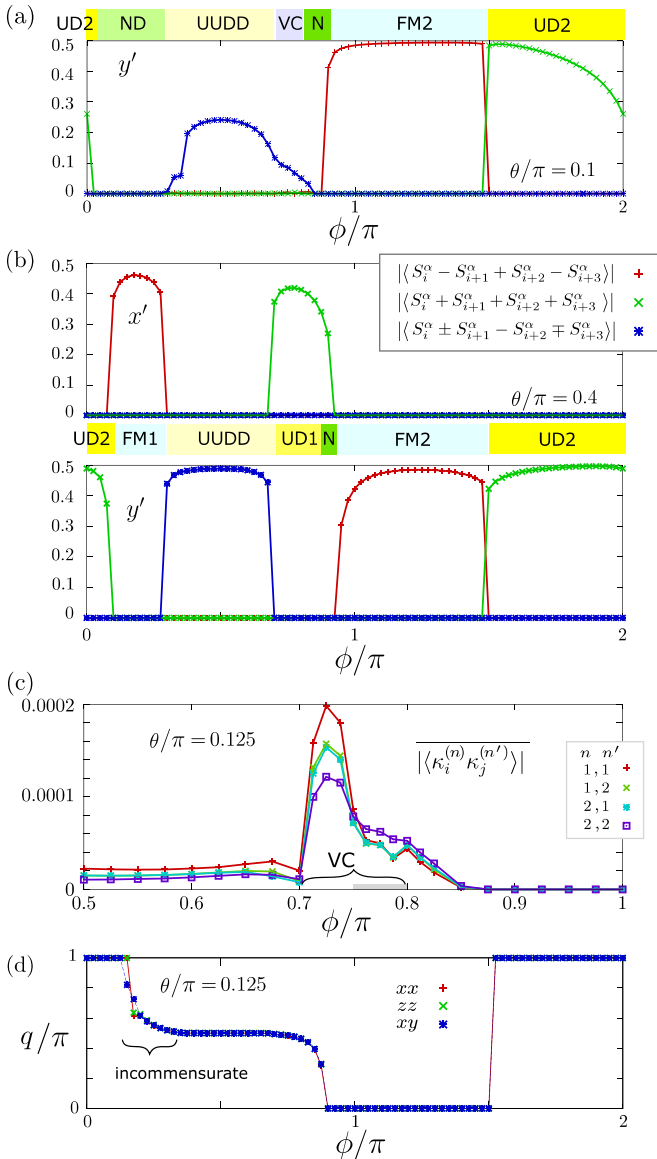 (a)
UD2 ND UUDD VC N FM2 UD2
0.5
0.4
0.3
0.2
0.1
0
y′
θ/π = 0.1
0 1 2
ϕ/π
(b)
0.5
0.4
0.3
0.2
0.1
0
x′
|⟨ S_i^α − S_{i+1}^α + S_{i+2}^α − S_{i+3}^α ⟩|
|⟨ S_i^α + S_{i+1}^α + S_{i+2}^α + S_{i+3}^α ⟩|
|⟨ S_i^α ± S_{i+1}^α − S_{i+2}^α ∓ S_{i+3}^α ⟩|
θ/π = 0.4
UD2 FM1 UUDD UD1 N FM2 UD2
0.5
0.4
0.3
0.2
0.1
0
y′
0 1 2
ϕ/π
(c)
0.0002
0.0001
0
θ/π = 0.125
|⟨κ_i^{(n)} κ_j^{(n′)}⟩|
n n′
1,1
1,2
2,1
2,2
VC
0.5 0.6 0.7 0.8 0.9 1
ϕ/π
(d)
1
q/π
0
θ/π = 0.125
xx
zz
xy
incommensurate
0 1 2
ϕ/π